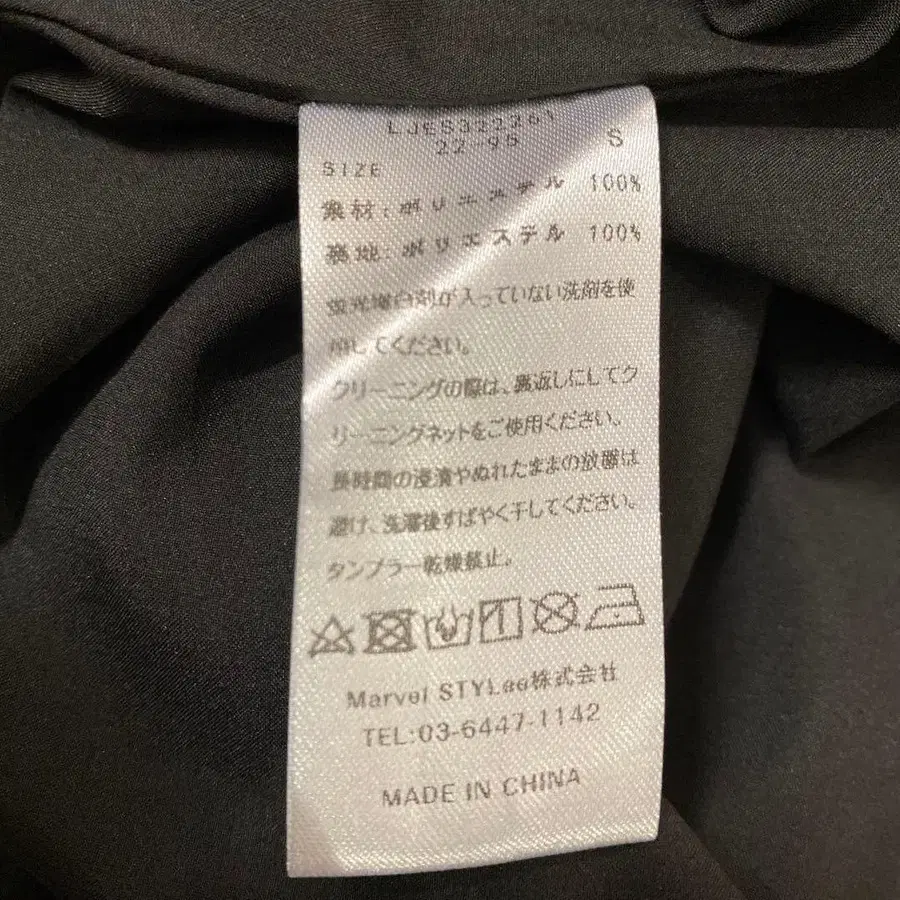 22-95 S
SIZE
素材:ポリエステル 100%
裏地:ポリエステル 100%
蛍光増白剤が入っていない洗剤を使
用してください。
クリーニングの際は、裏返しにしてク
リーニングネットをご使用ください。
長時間の浸漬やぬれたままの放置は
避け、洗濯後すばやく干してください。
タンブラー乾燥禁止。
Marvel STYLee株式会社
TEL:03-6447-1142
MADE IN CHINA